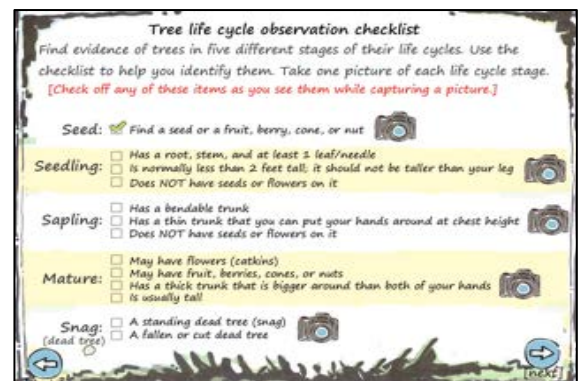 Tree life cycle observation checklist
Find evidence of trees in five different stages of their life cycles. Use the
checklist to help you identify them. Take one picture of each life cycle stage.
[Check off any of these items as you see them while capturing a picture.]
Seed: Find a seed or a fruit, berry, cone, or nut
Seedling:
Has a root, stem, and at least 1 leaf/needle
Is normally less than 2 feet tall; it should not be taller than your leg
Does NOT have seeds or flowers on it
Sapling:
Has a bendable trunk
Has a thin trunk that you can put your hands around at chest height
Does NOT have seeds or flowers on it
Mature:
May have flowers (catkins)
May have fruit, berries, cones, or nuts
Has a thick trunk that is bigger around than both of your hands
Is usually tall
Snag:
(dead tree)
A standing dead tree (snag)
A fallen or cut dead tree
[next]